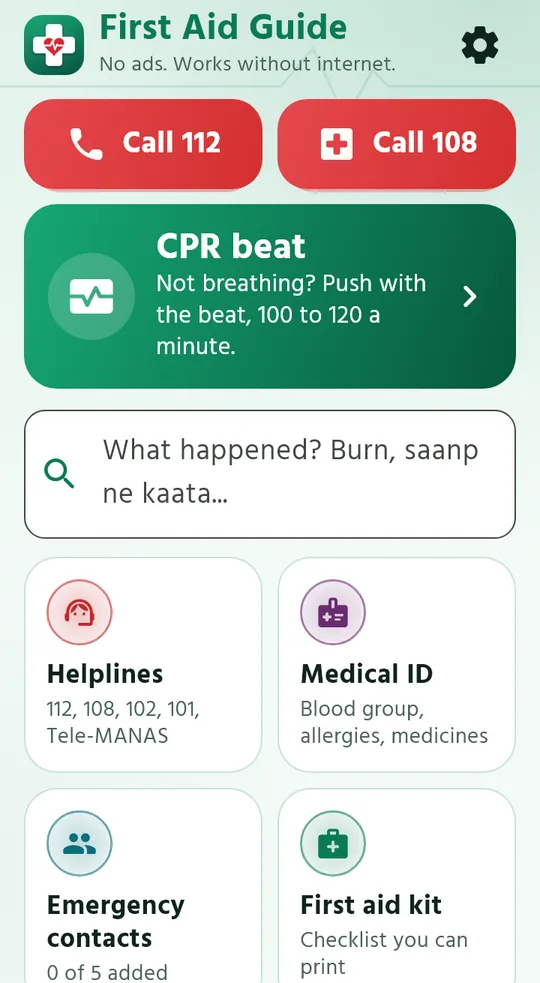 First Aid Guide
No ads. Works without internet.
Call 112
Call 108
CPR beat
Not breathing? Push with
the beat, 100 to 120 a
minute.
What happened? Burn, saanp
ne kaata...
Helplines
112, 108, 102, 101,
Tele-MANAS
Medical ID
Blood group,
allergies, medicines
Emergency
contacts
0 of 5 added
First aid kit
Checklist you can
print